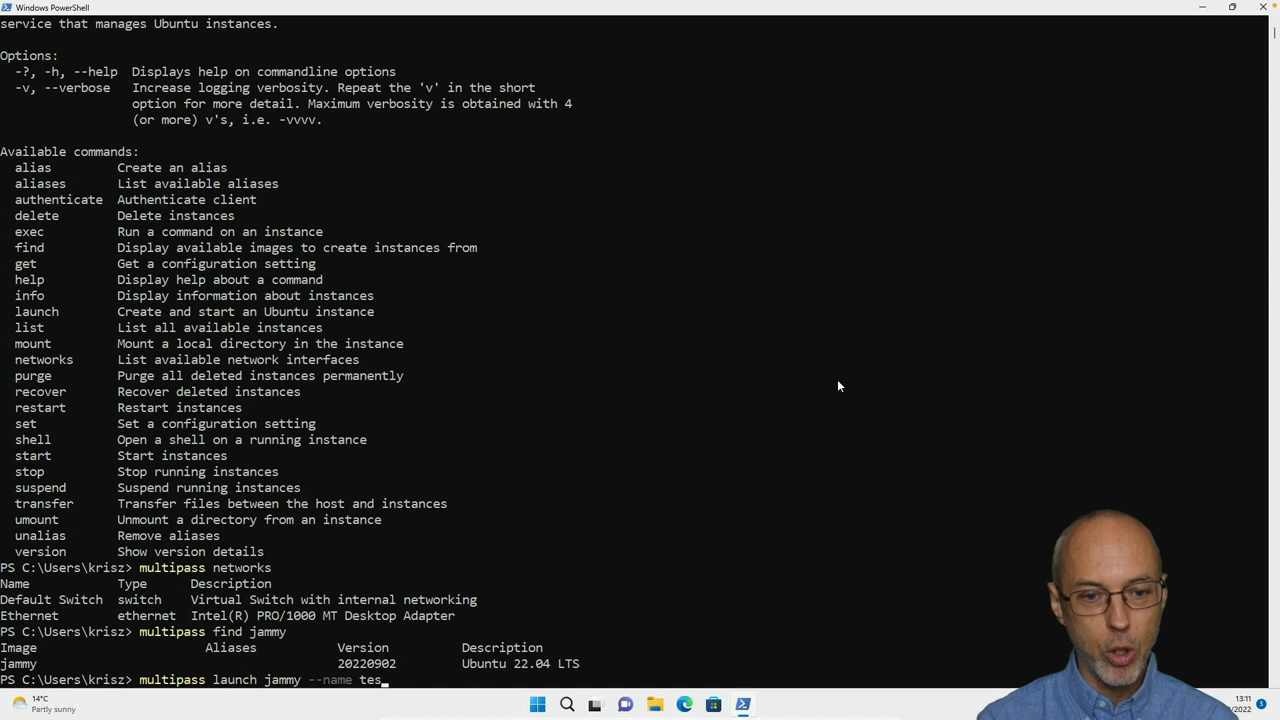 Windows PowerShell
service that manages Ubuntu instances.
Options:
-?, -h, --help Displays help on commandline options
-v, --verbose Increase logging verbosity. Repeat the 'v' in the short
option for more detail. Maximum verbosity is obtained with 4
(or more) v's, i.e. -vvvv.
Available commands:
alias Create an alias
aliases List available aliases
authenticate Authenticate client
delete Delete instances
exec Run a command on an instance
find Display available images to create instances from
get Get a configuration setting
help Display help about a command
info Display information about instances
launch Create and start an Ubuntu instance
list List all available instances
mount Mount a local directory in the instance
networks List available network interfaces
purge Purge all deleted instances permanently
recover Recover deleted instances
restart Restart instances
set Set a configuration setting
shell Open a shell on a running instance
start Start instances
stop Stop running instances
suspend Suspend running instances
transfer Transfer files between the host and instances
umount Unmount a directory from an instance
unalias Remove aliases
version Show version details
PS C:\Users\krisz> multipass networks
Name Type Description
Default Switch switch Virtual Switch with internal networking
Ethernet ethernet Intel(R) PRO/1000 MT Desktop Adapter
PS C:\Users\krisz> multipass find jammy
Image Aliases Version Description
jammy 20220902 Ubuntu 22.04 LTS
PS C:\Users\krisz> multipass launch jammy --name tes_
14°C
Partly sunny
13:11
/2022
3